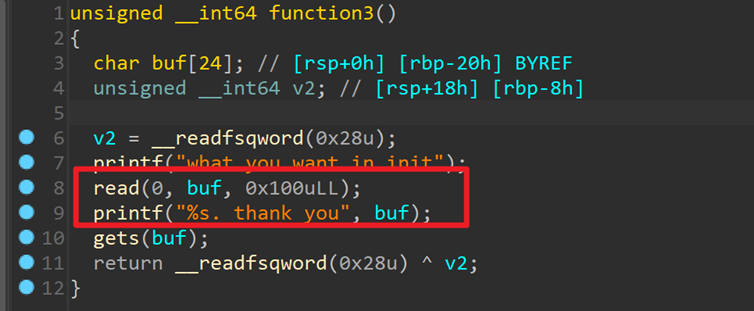 1 unsigned __int64 function3()
2 {
3 char buf[24]; // [rsp+0h] [rbp-20h] BYREF
4 unsigned __int64 v2; // [rsp+18h] [rbp-8h]
5
6 v2 = __readfsqword(0x28u);
7 printf("what you want in init");
8 read(0, buf, 0x100uLL);
9 printf("%s. thank you", buf);
10 gets(buf);
11 return __readfsqword(0x28u) ^ v2;
12 }